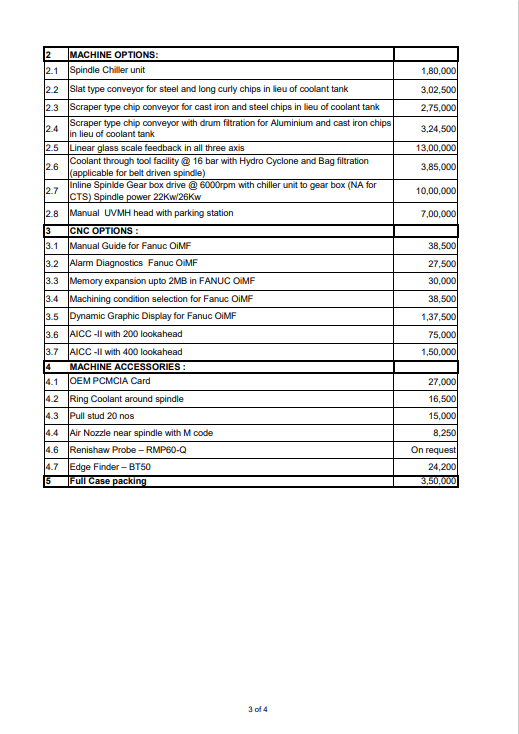 2 MACHINE OPTIONS:
2.1 Spindle Chiller unit 1,80,000
2.2 Slat type conveyor for steel and long curly chips in lieu of coolant tank 3,02,500
2.3 Scraper type chip conveyor for cast iron and steel chips in lieu of coolant tank 2,75,000
2.4 Scraper type chip conveyor with drum filtration for Aluminium and cast iron chips
in lieu of coolant tank 3,24,500
2.5 Linear glass scale feedback in all three axis 13,00,000
2.6 Coolant through tool facility @ 16 bar with Hydro Cyclone and Bag filtration
(applicable for belt driven spindle) 3,85,000
2.7 Inline Spinlde Gear box drive @ 6000rpm with chiller unit to gear box (NA for
CTS) Spindle power 22Kw/26Kw 10,00,000
2.8 Manual UVMH head with parking station 7,00,000
3 CNC OPTIONS :
3.1 Manual Guide for Fanuc OiMF 38,500
3.2 Alarm Diagnostics Fanuc OiMF 27,500
3.3 Memory expansion upto 2MB in FANUC OiMF 30,000
3.4 Machining condition selection for Fanuc OiMF 38,500
3.5 Dynamic Graphic Display for Fanuc OiMF 1,37,500
3.6 AICC -II with 200 lookahead 75,000
3.7 AICC -II with 400 lookahead 1,50,000
4 MACHINE ACCESSORIES :
4.1 OEM PCMCIA Card 27,000
4.2 Ring Coolant around spindle 16,500
4.3 Pull stud 20 nos 15,000
4.4 Air Nozzle near spindle with M code 8,250
4.6 Renishaw Probe – RMP60-Q On request
4.7 Edge Finder – BT50 24,200
5 Full Case packing 3,50,000
3 of 4